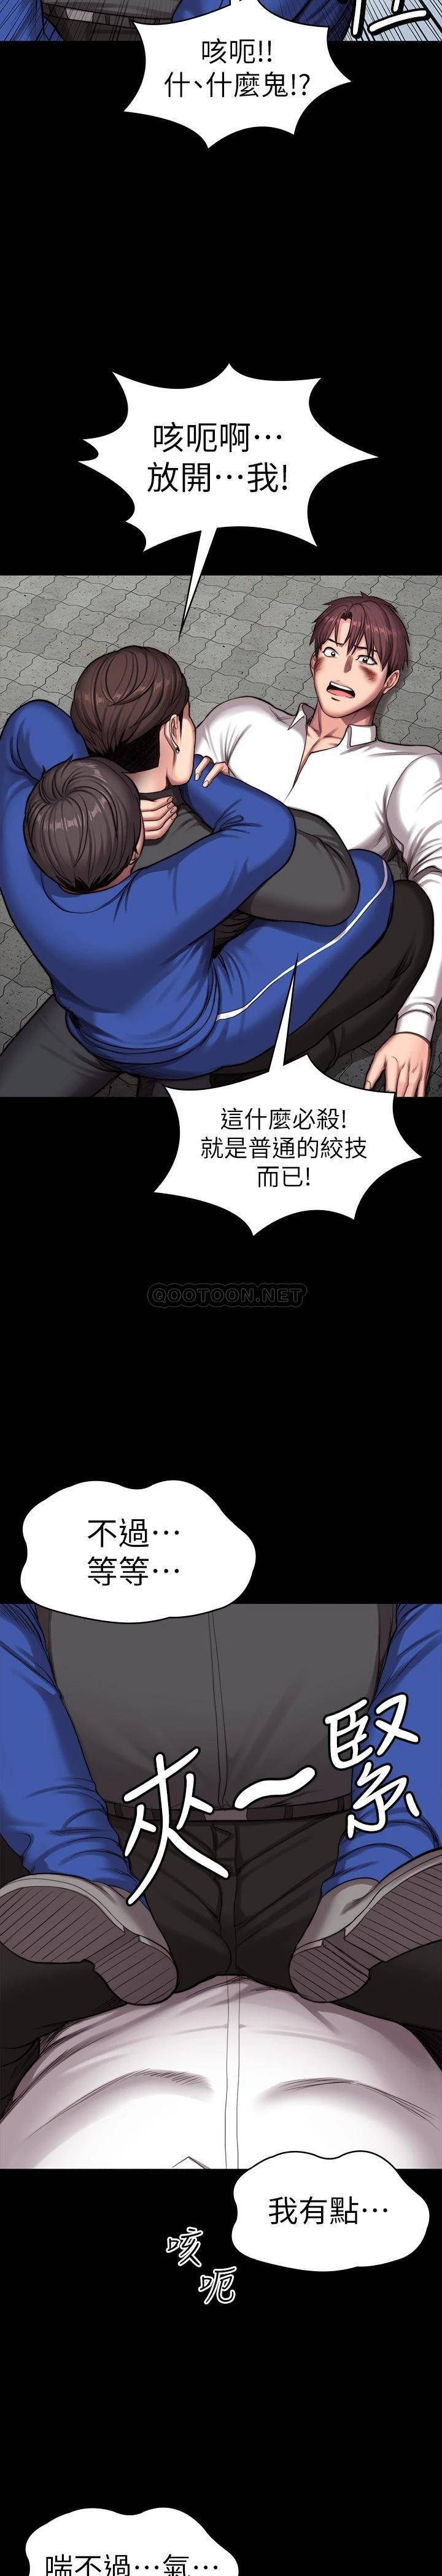 咳呃!!
什、什麼鬼!?
咳呃啊⋯
放開⋯我!
這什麼必殺!
就是普通的絞技
而已!
QOOTOON.NET
不過⋯
等等⋯
夾一緊
我有點⋯
咳
呃
喘不過⋯氣⋯